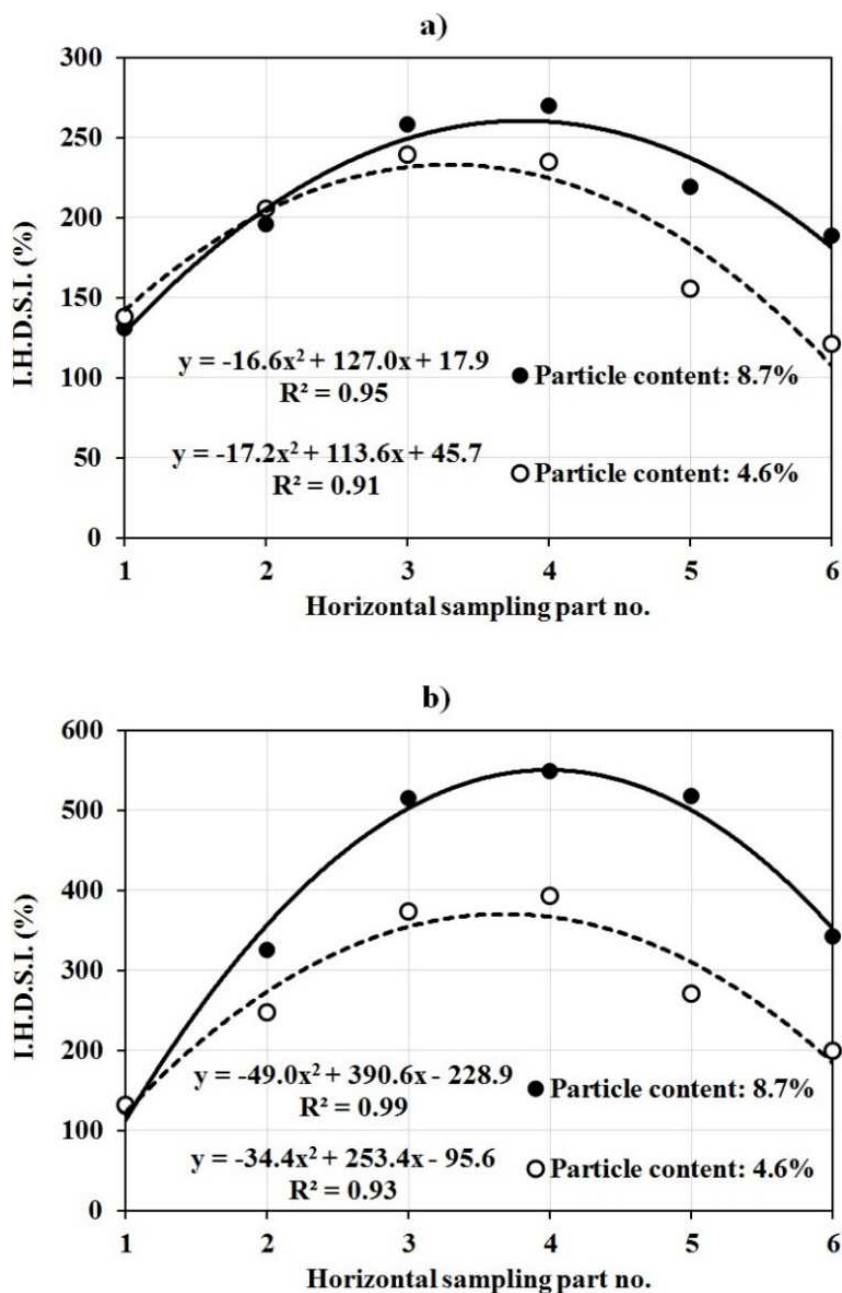 a)
300
250
200
150
100
50
0
I.H.D.S.I. (%)
y = -16.6x² + 127.0x + 17.9
R² = 0.95
● Particle content: 8.7%
y = -17.2x² + 113.6x + 45.7
R² = 0.91
○ Particle content: 4.6%
1 2 3 4 5 6
Horizontal sampling part no.
b)
600
500
400
300
200
100
0
I.H.D.S.I. (%)
y = -49.0x² + 390.6x - 228.9
R² = 0.99
● Particle content: 8.7%
y = -34.4x² + 253.4x - 95.6
R² = 0.93
○ Particle content: 4.6%
1 2 3 4 5 6
Horizontal sampling part no.